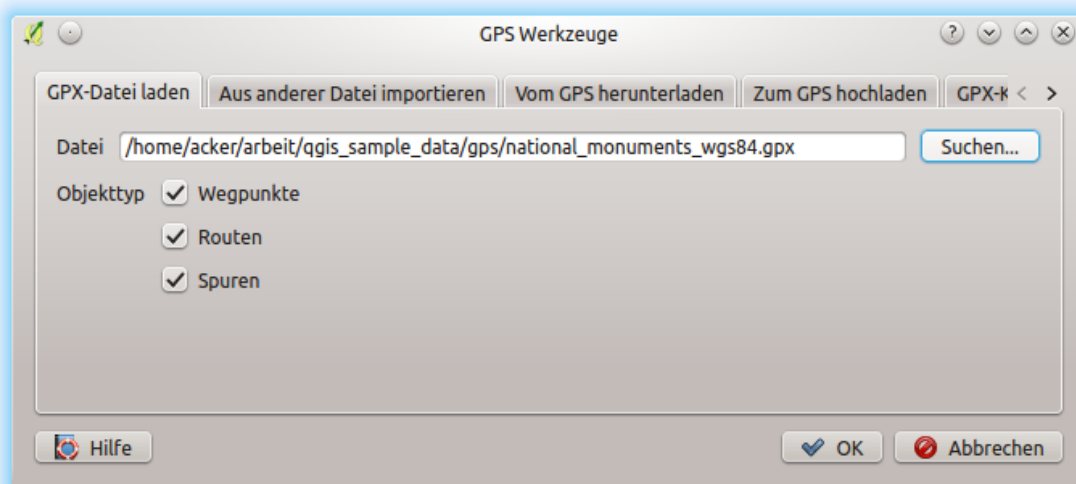 GPS Werkzeuge
GPX-Datei laden Aus anderer Datei importieren Vom GPS herunterladen Zum GPS hochladen GPX-K
Datei /home/acker/arbeit/qgis_sample_data/gps/national_monuments_wgs84.gpx Suchen...
Objekttyp Wegpunkte
Routen
Spuren
Hilfe OK Abbrechen